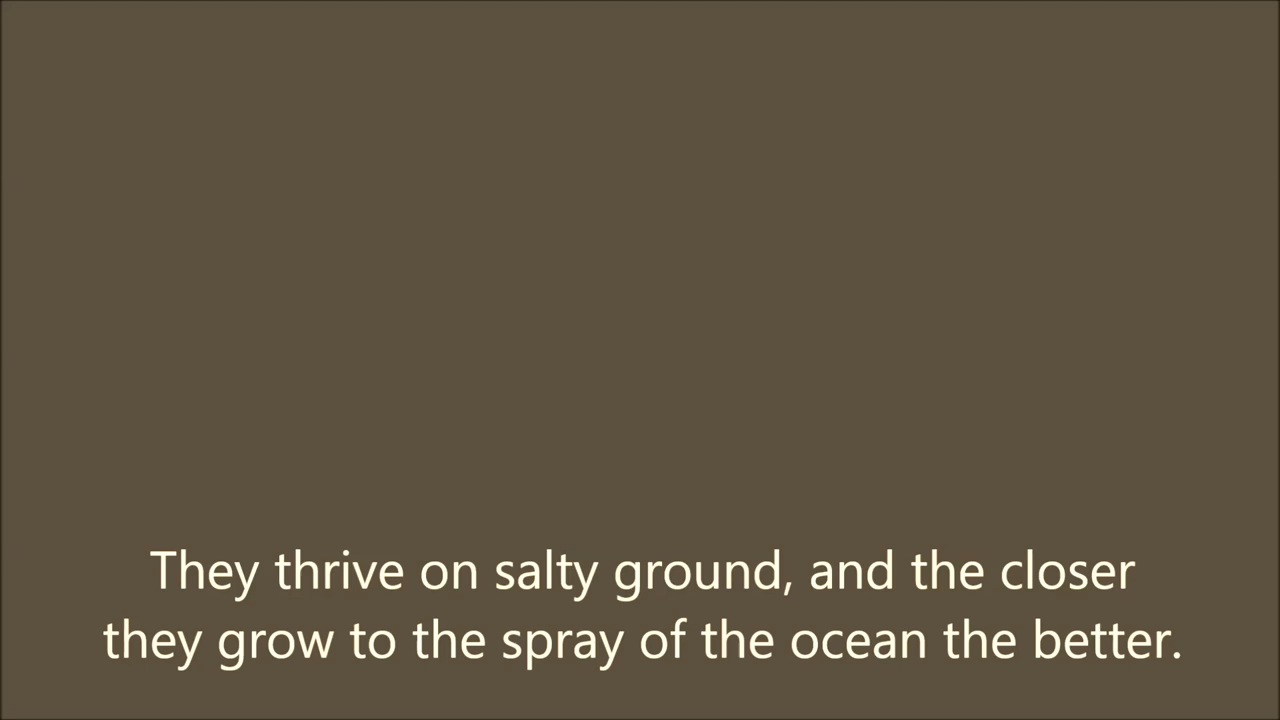 They thrive on salty ground, and the closer
they grow to the spray of the ocean the better.